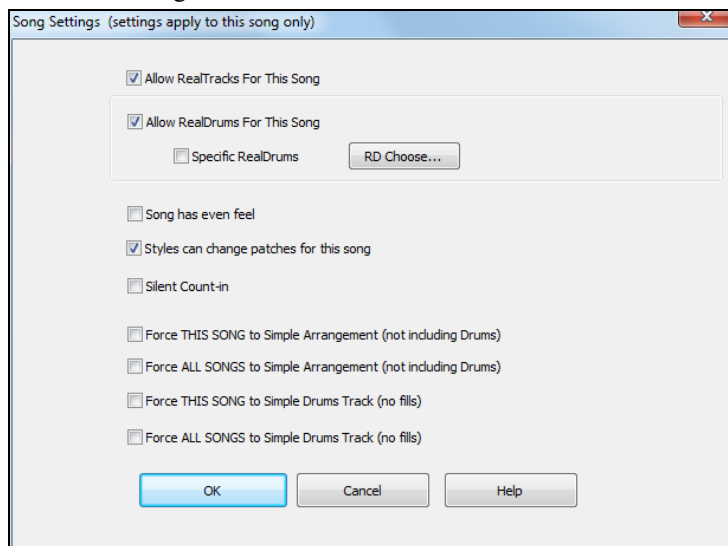 Song Settings (settings apply to this song only)
Allow RealTracks For This Song
Allow RealDrums For This Song
Specific RealDrums
RD Choose...
Song has even feel
Styles can change patches for this song
Silent Count-in
Force THIS SONG to Simple Arrangement (not including Drums)
Force ALL SONGS to Simple Arrangement (not including Drums)
Force THIS SONG to Simple Drums Track (no fills)
Force ALL SONGS to Simple Drums Track (no fills)
OK
Cancel
Help